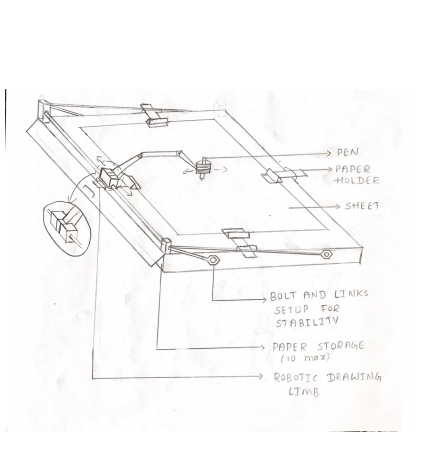 PEN
PAPER
HOLDER
SHEET
BOLT AND LINKS
SETUP FOR
STABILITY
PAPER STORAGE
(10 max)
ROBOTIC DRAWING
LIMB